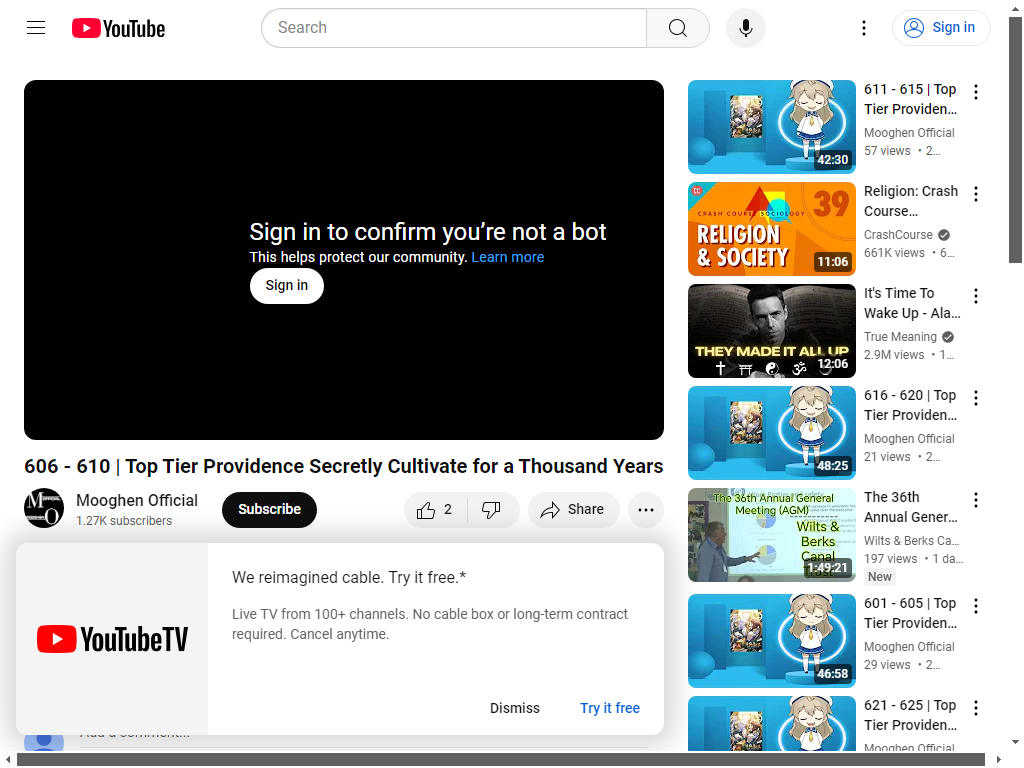 YouTube
Search
Sign in
Sign in to confirm you're not a bot
This helps protect our community. Learn more
Sign in
606 - 610 | Top Tier Providence Secretly Cultivate for a Thousand Years
Mooghen Official
1.27K subscribers
Subscribe
2
Share
YouTubeTV
We reimagined cable. Try it free.*
Live TV from 100+ channels. No cable box or long-term contract
required. Cancel anytime.
Dismiss
Try it free
Add a comment...
42:30
611 - 615 | Top
Tier Providen...
Mooghen Official
57 views • 2...
CRASH COURSE SOCIOLOGY
39
RELIGION
& SOCIETY
11:06
Religion: Crash
Course...
CrashCourse
661K views • 6...
THEY MADE IT ALL UP
12:06
It's Time To
Wake Up - Ala...
True Meaning
2.9M views • 1...
48:25
616 - 620 | Top
Tier Providen...
Mooghen Official
21 views • 2...
The 36th Annual General
Meeting (AGM)
Wilts &
Berks
Canal
Trust
1:49:21
The 36th
Annual Gener...
Wilts & Berks Ca...
197 views • 1 da...
New
46:58
601 - 605 | Top
Tier Providen...
Mooghen Official
29 views • 2...
621 - 625 | Top
Tier Providen...
Mooghen Official